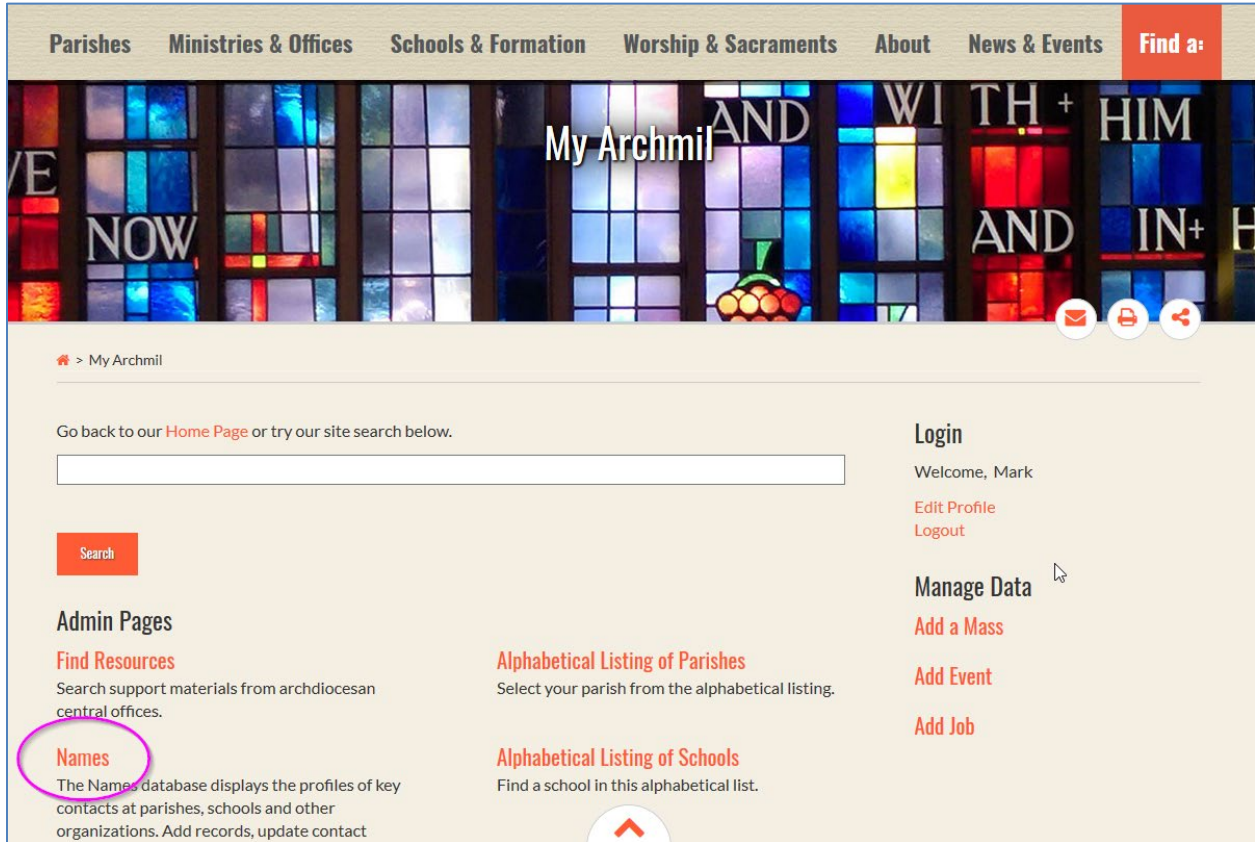 Parishes Ministries & Offices Schools & Formation Worship & Sacraments About News & Events Find a:
My Archmil
AND WITH + HIM
NOW AND IN+
> My Archmil
Go back to our Home Page or try our site search below.
Search
Admin Pages
Find Resources
Search support materials from archdiocesan
central offices.
Names
The Names database displays the profiles of key
contacts at parishes, schools and other
organizations. Add records, update contact
Alphabetical Listing of Parishes
Select your parish from the alphabetical listing.
Alphabetical Listing of Schools
Find a school in this alphabetical list.
Login
Welcome, Mark
Edit Profile
Logout
Manage Data
Add a Mass
Add Event
Add Job